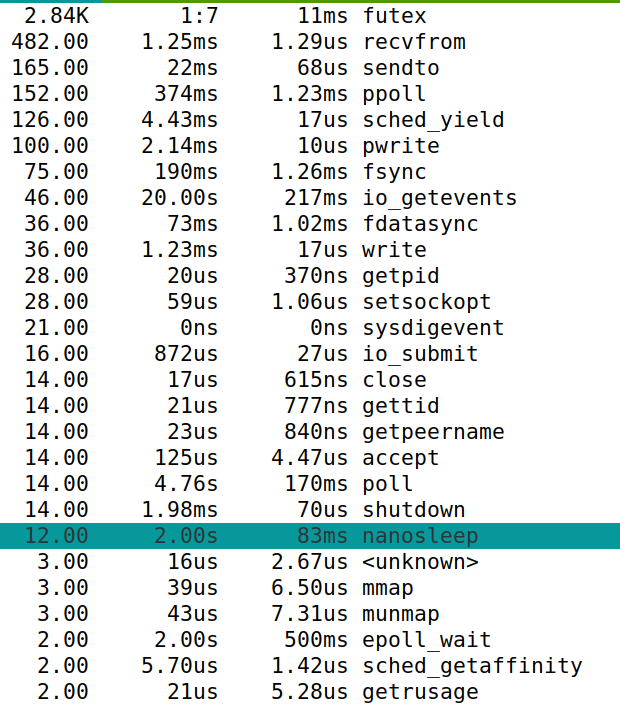 2.84K 1:7 11ms futex
482.00 1.25ms 1.29us recvfrom
165.00 22ms 68us sendto
152.00 374ms 1.23ms ppoll
126.00 4.43ms 17us sched_yield
100.00 2.14ms 10us pwrite
75.00 190ms 1.26ms fsync
46.00 20.00s 217ms io_getevents
36.00 73ms 1.02ms fdatasync
36.00 1.23ms 17us write
28.00 20us 370ns getpid
28.00 59us 1.06us setsockopt
21.00 0ns 0ns sysdigevent
16.00 872us 27us io_submit
14.00 17us 615ns close
14.00 21us 777ns gettid
14.00 23us 840ns getpeername
14.00 125us 4.47us accept
14.00 4.76s 170ms poll
14.00 1.98ms 70us shutdown
12.00 2.00s 83ms nanosleep
3.00 16us 2.67us <unknown>
3.00 39us 6.50us mmap
3.00 43us 7.31us munmap
2.00 2.00s 500ms epoll_wait
2.00 5.70us 1.42us sched_getaffinity
2.00 21us 5.28us getrusage